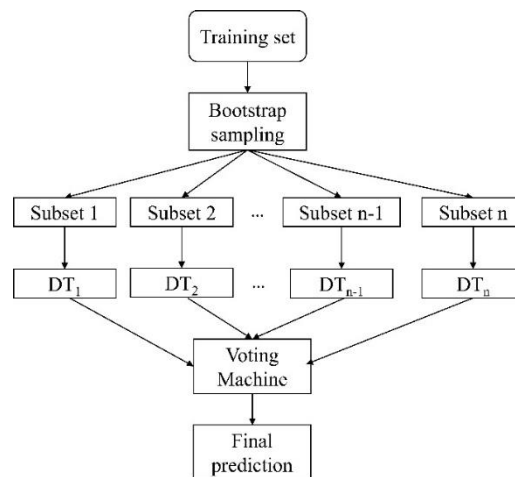 Training set
Bootstrap
sampling
Subset 1
Subset 2
...
Subset n-1
Subset n
DT₁
DT₂
...
DTₙ₋₁
DTₙ
Voting
Machine
Final
prediction